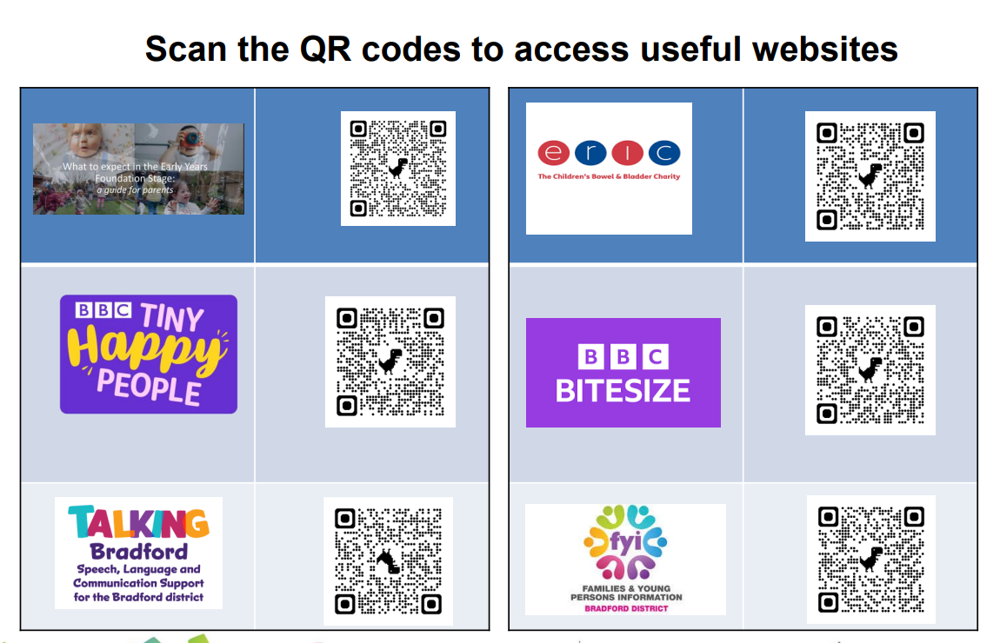 Scan the QR codes to access useful websites
What to expect in the Early Years
Foundation Stage:
a guide for parents
eric
The Children's Bowel & Bladder Charity
BBC TINY
Happy
PEOPLE
BBC
BITESIZE
TALKING
Bradford
Speech, Language and
Communication Support
for the Bradford district
fyi
FAMILIES & YOUNG
PERSONS INFORMATION
BRADFORD DISTRICT